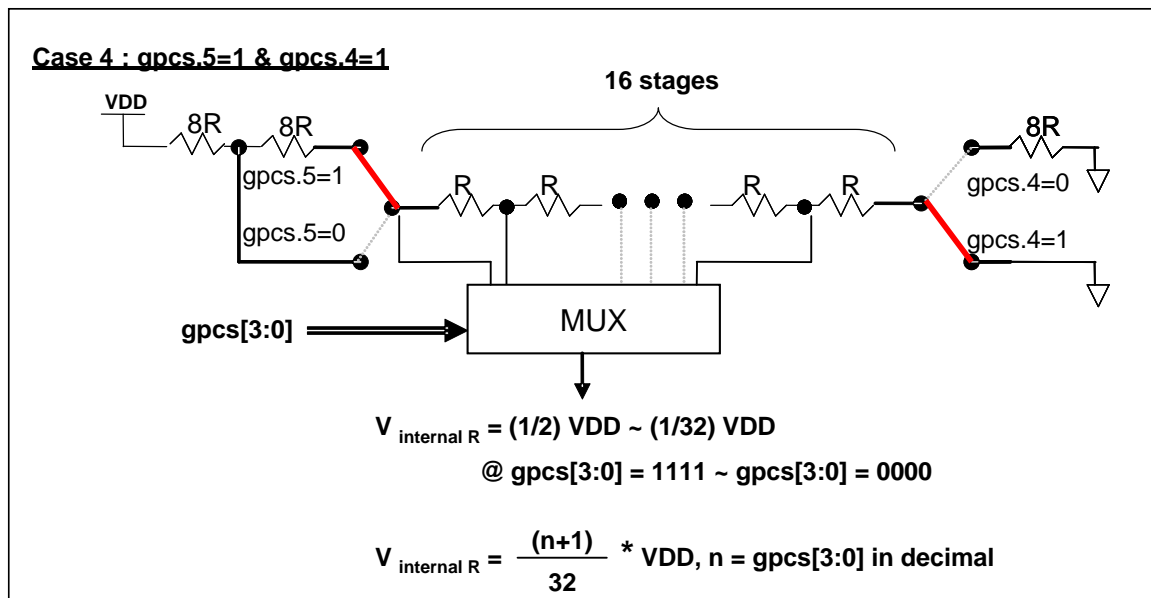 Case 4 : gpcs.5=1 & gpcs.4=1
16 stages
VDD
8R
8R
8R
gpcs.5=1
gpcs.4=0
R
R
R
R
gpcs.5=0
gpcs.4=1
gpcs[3:0]
MUX
V internal R = (1/2) VDD ~ (1/32) VDD
@ gpcs[3:0] = 1111 ~ gpcs[3:0] = 0000
V internal R = (n+1) / 32 * VDD, n = gpcs[3:0] in decimal